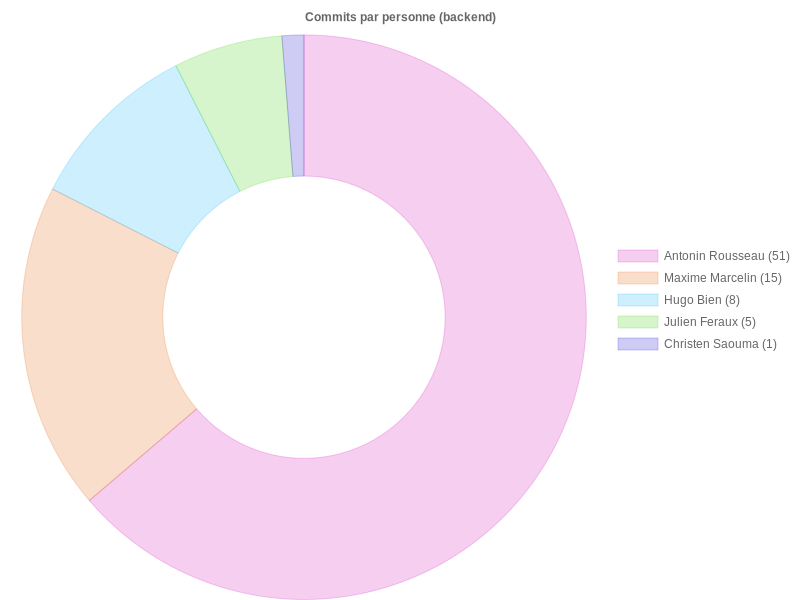 Commits par personne (backend)
Antonin Rousseau (51)
Maxime Marcelin (15)
Hugo Bien (8)
Julien Feraux (5)
Christen Saouma (1)